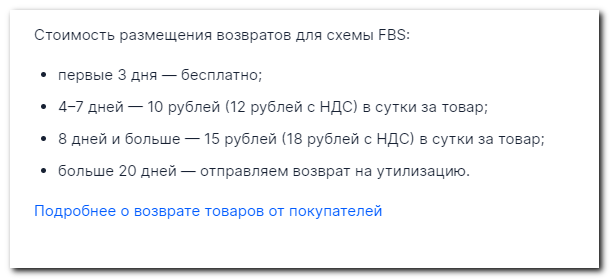 Стоимость размещения возвратов для схемы FBS:
• первые 3 дня — бесплатно;
• 4–7 дней — 10 рублей (12 рублей с НДС) в сутки за товар;
• 8 дней и больше — 15 рублей (18 рублей с НДС) в сутки за товар;
• больше 20 дней — отправляем возврат на утилизацию.
Подробнее о возврате товаров от покупателей